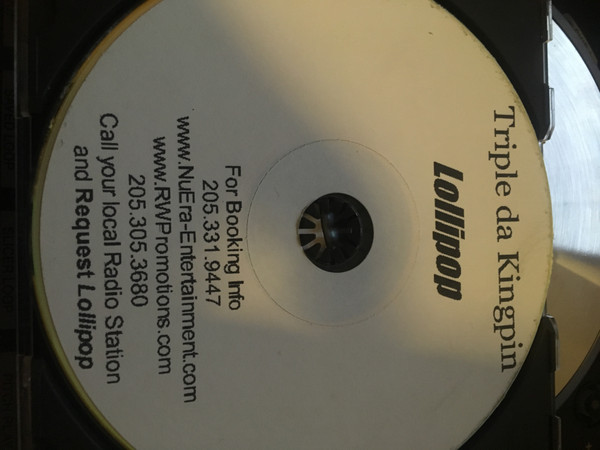 Triple da Kingpin
Lollipop
For Booking Info
205.331.9447
www.NuEra-Entertainment.com
www.RWPromotions.com
205.305.3680
Call your local Radio Station
and Request Lollipop